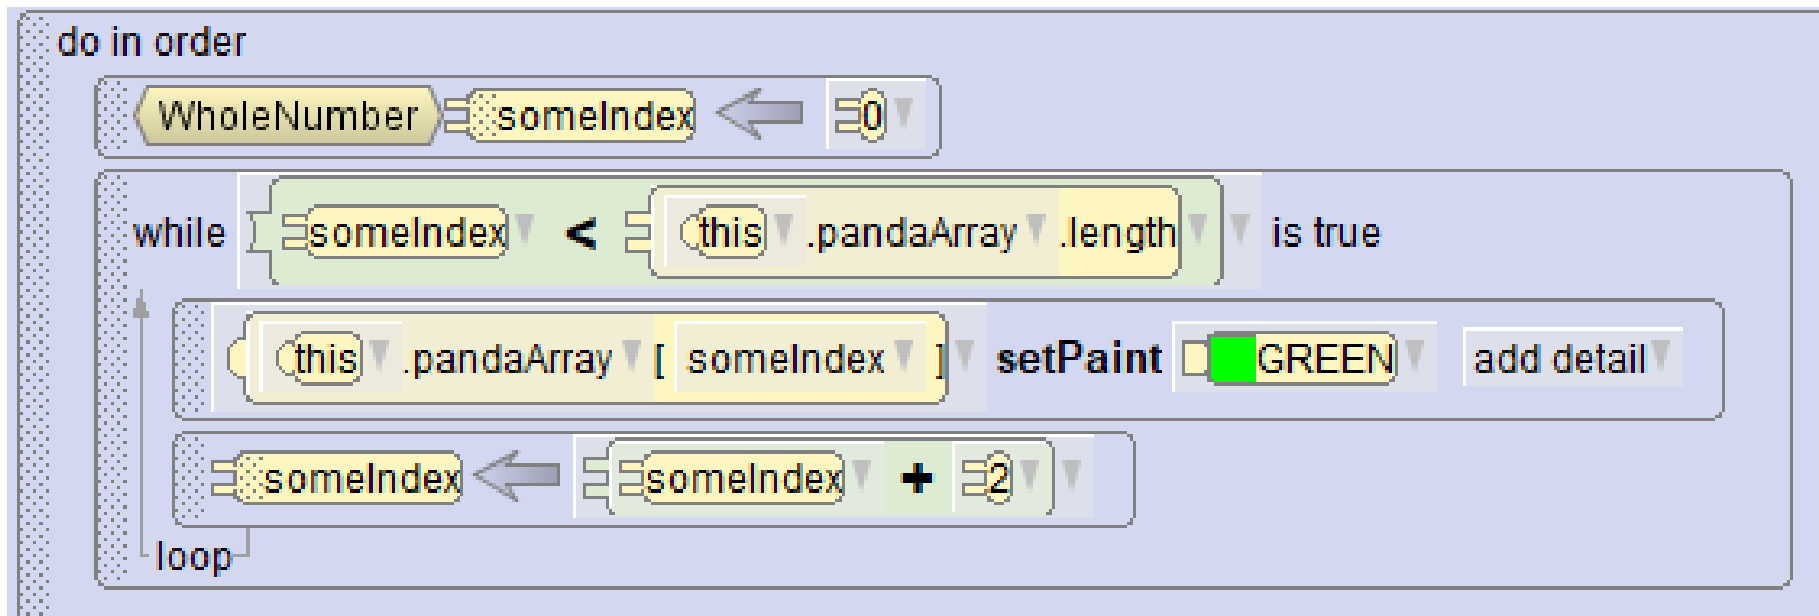 do in order
WholeNumber someIndex 0
while someIndex < this .pandaArray .length is true
this .pandaArray [ someIndex ] setPaint GREEN add detail
someIndex someIndex + 2
loop